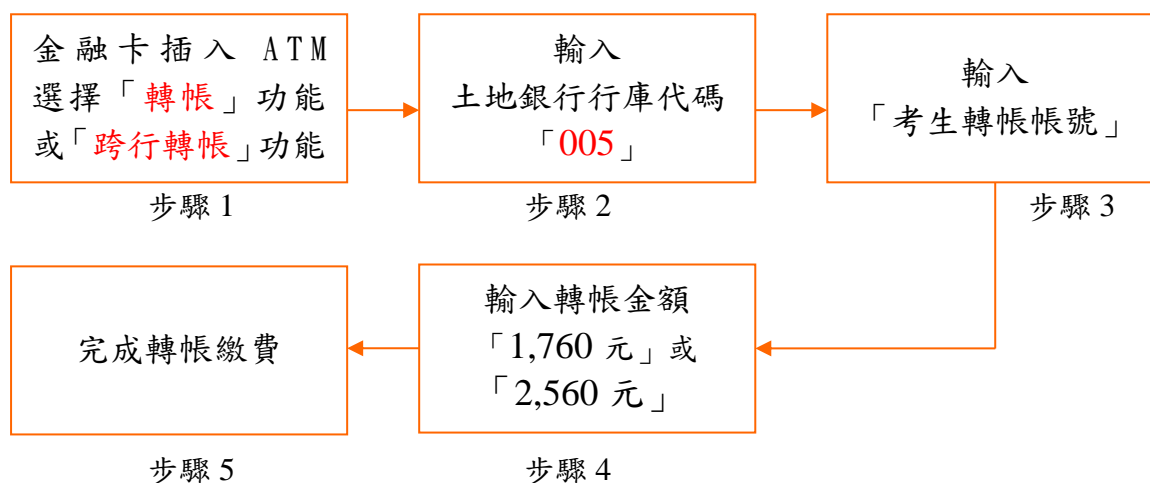 金融卡插入 ATM
選擇「轉帳」功能
或「跨行轉帳」功能
步驟 1
輸入
土地銀行行庫代碼
「005」
步驟 2
輸入
「考生轉帳帳號」
步驟 3
輸入轉帳金額
「1,760 元」或
「2,560 元」
步驟 4
完成轉帳繳費
步驟 5